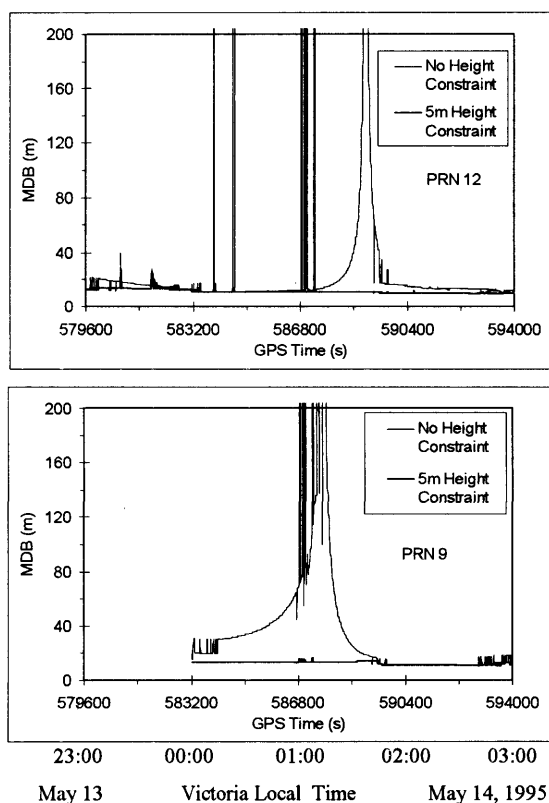 200
160
120
80
40
0
MDB (m)
No Height
Constraint
5m Height
Constraint
PRN 12
579600 583200 586800 590400 594000
GPS Time (s)
200
160
120
80
40
0
MDB (m)
No Height
Constraint
5m Height
Constraint
PRN 9
579600 583200 586800 590400 594000
GPS Time (s)
23:00 00:00 01:00 02:00 03:00
May 13 Victoria Local Time May 14, 1995